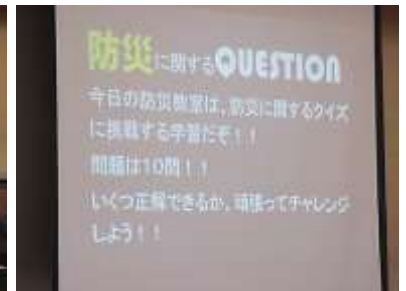 防災に関するQUESTION
今日の防災教室は、防災に関するクイズ
に挑戦する学習だぞ！！
問題は10問！！
いくつ正解できるか、頑張ってチャレンジ
しよう！！